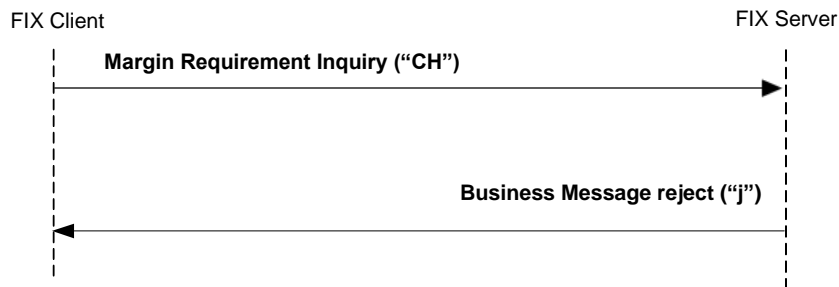 FIX Client
FIX Server
Margin Requirement Inquiry (“CH”)
Business Message reject (“j”)